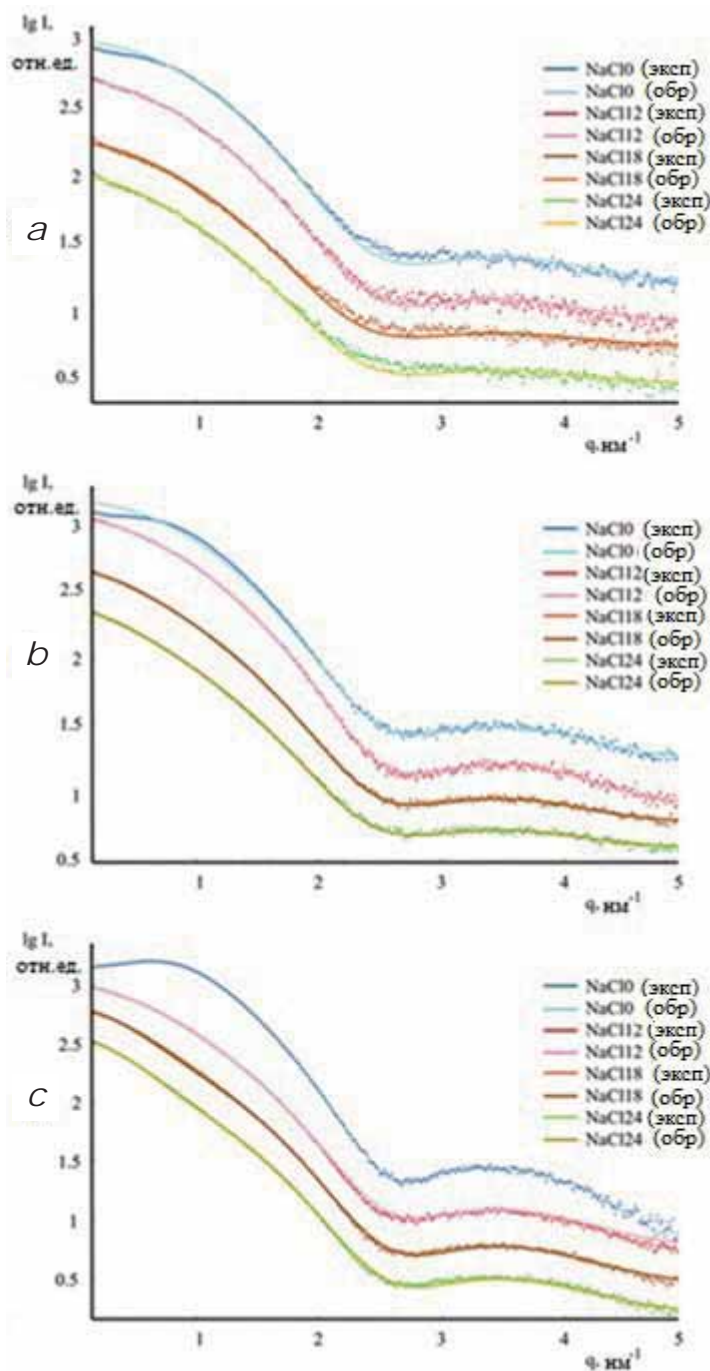 lg I,
отн.ед.
3
2.5
2
1.5
1
0.5
a
NaCl0 (эксп)
NaCl0 (обр)
NaCl12 (эксп)
NaCl12 (обр)
NaCl18 (эксп)
NaCl18 (обр)
NaCl24 (эксп)
NaCl24 (обр)
1 2 3 4 5
q,нм⁻¹
lg I,
отн.ед.
3
2.5
2
1.5
1
0.5
b
NaCl0 (эксп)
NaCl0 (обр)
NaCl12 (эксп)
NaCl12 (обр)
NaCl18 (эксп)
NaCl18 (обр)
NaCl24 (эксп)
NaCl24 (обр)
1 2 3 4 5
q,нм⁻¹
lg I,
отн.ед.
3
2.5
2
1.5
1
0.5
c
NaCl0 (эксп)
NaCl0 (обр)
NaCl12 (эксп)
NaCl12 (обр)
NaCl18 (эксп)
NaCl18 (обр)
NaCl24 (эксп)
NaCl24 (обр)
1 2 3 4 5
q,нм⁻¹